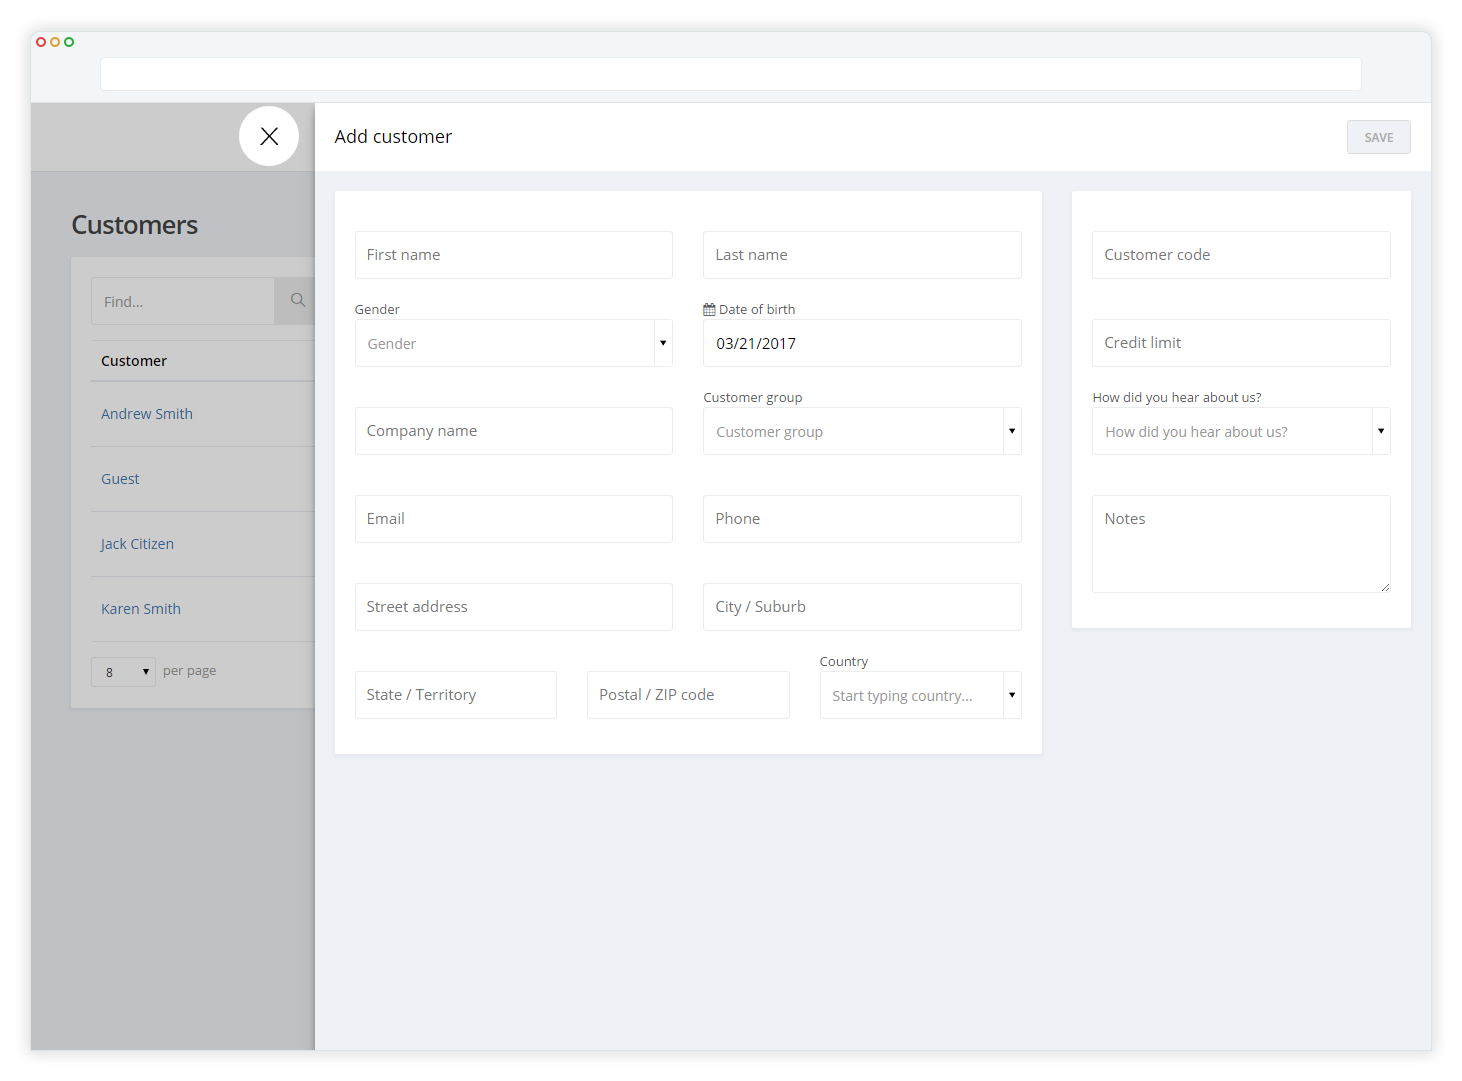 Add customer
SAVE
Customers
Find...
Customer
Andrew Smith
Guest
Jack Citizen
Karen Smith
8 per page
First name
Last name
Gender
Gender
Date of birth
03/21/2017
Company name
Customer group
Customer group
Email
Phone
Street address
City / Suburb
State / Territory
Postal / ZIP code
Country
Start typing country...
Customer code
Credit limit
How did you hear about us?
How did you hear about us?
Notes